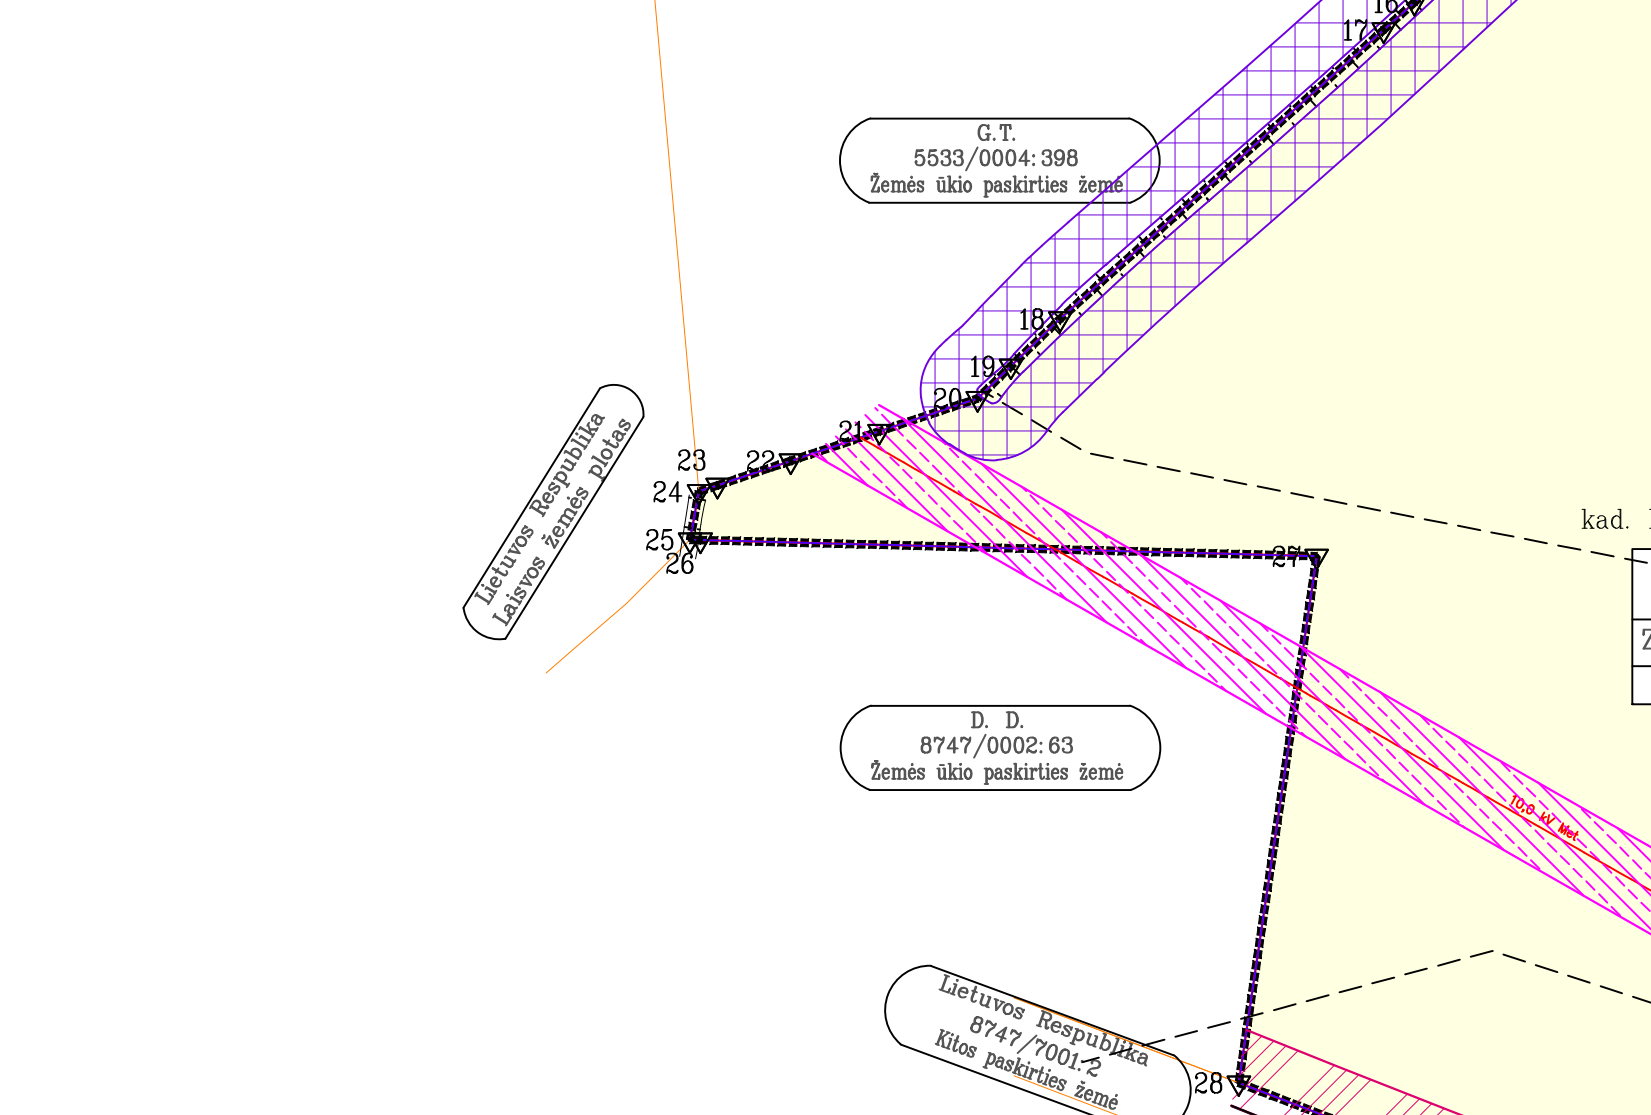 16
17
G.T.
5533/0004:398
Žemės ūkio paskirties žemė
18
19
20
21
22
23
24
25
26
27
Lietuvos Respublika
Laisvos žemės plotas
kad.
D. D.
8747/0002:63
Žemės ūkio paskirties žemė
10,0 kV Met
Lietuvos Respublika
8747/7001:2
Kitos paskirties žemė
28